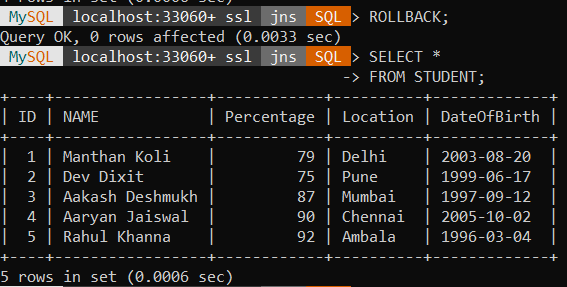 MySQL localhost:33060+ ssl jns SQL > ROLLBACK;
Query OK, 0 rows affected (0.0033 sec)
MySQL localhost:33060+ ssl jns SQL > SELECT *
-> FROM STUDENT;
+----+-----------------+------------+----------+-------------+
| ID | NAME            | Percentage | Location | DateOfBirth |
+----+-----------------+------------+----------+-------------+
|  1 | Manthan Koli    |         79 | Delhi    | 2003-08-20  |
|  2 | Dev Dixit       |         75 | Pune     | 1999-06-17  |
|  3 | Aakash Deshmukh |         87 | Mumbai   | 1997-09-12  |
|  4 | Aaryan Jaiswal  |         90 | Chennai  | 2005-10-02  |
|  5 | Rahul Khanna    |         92 | Ambala   | 1996-03-04  |
+----+-----------------+------------+----------+-------------+
5 rows in set (0.0006 sec)